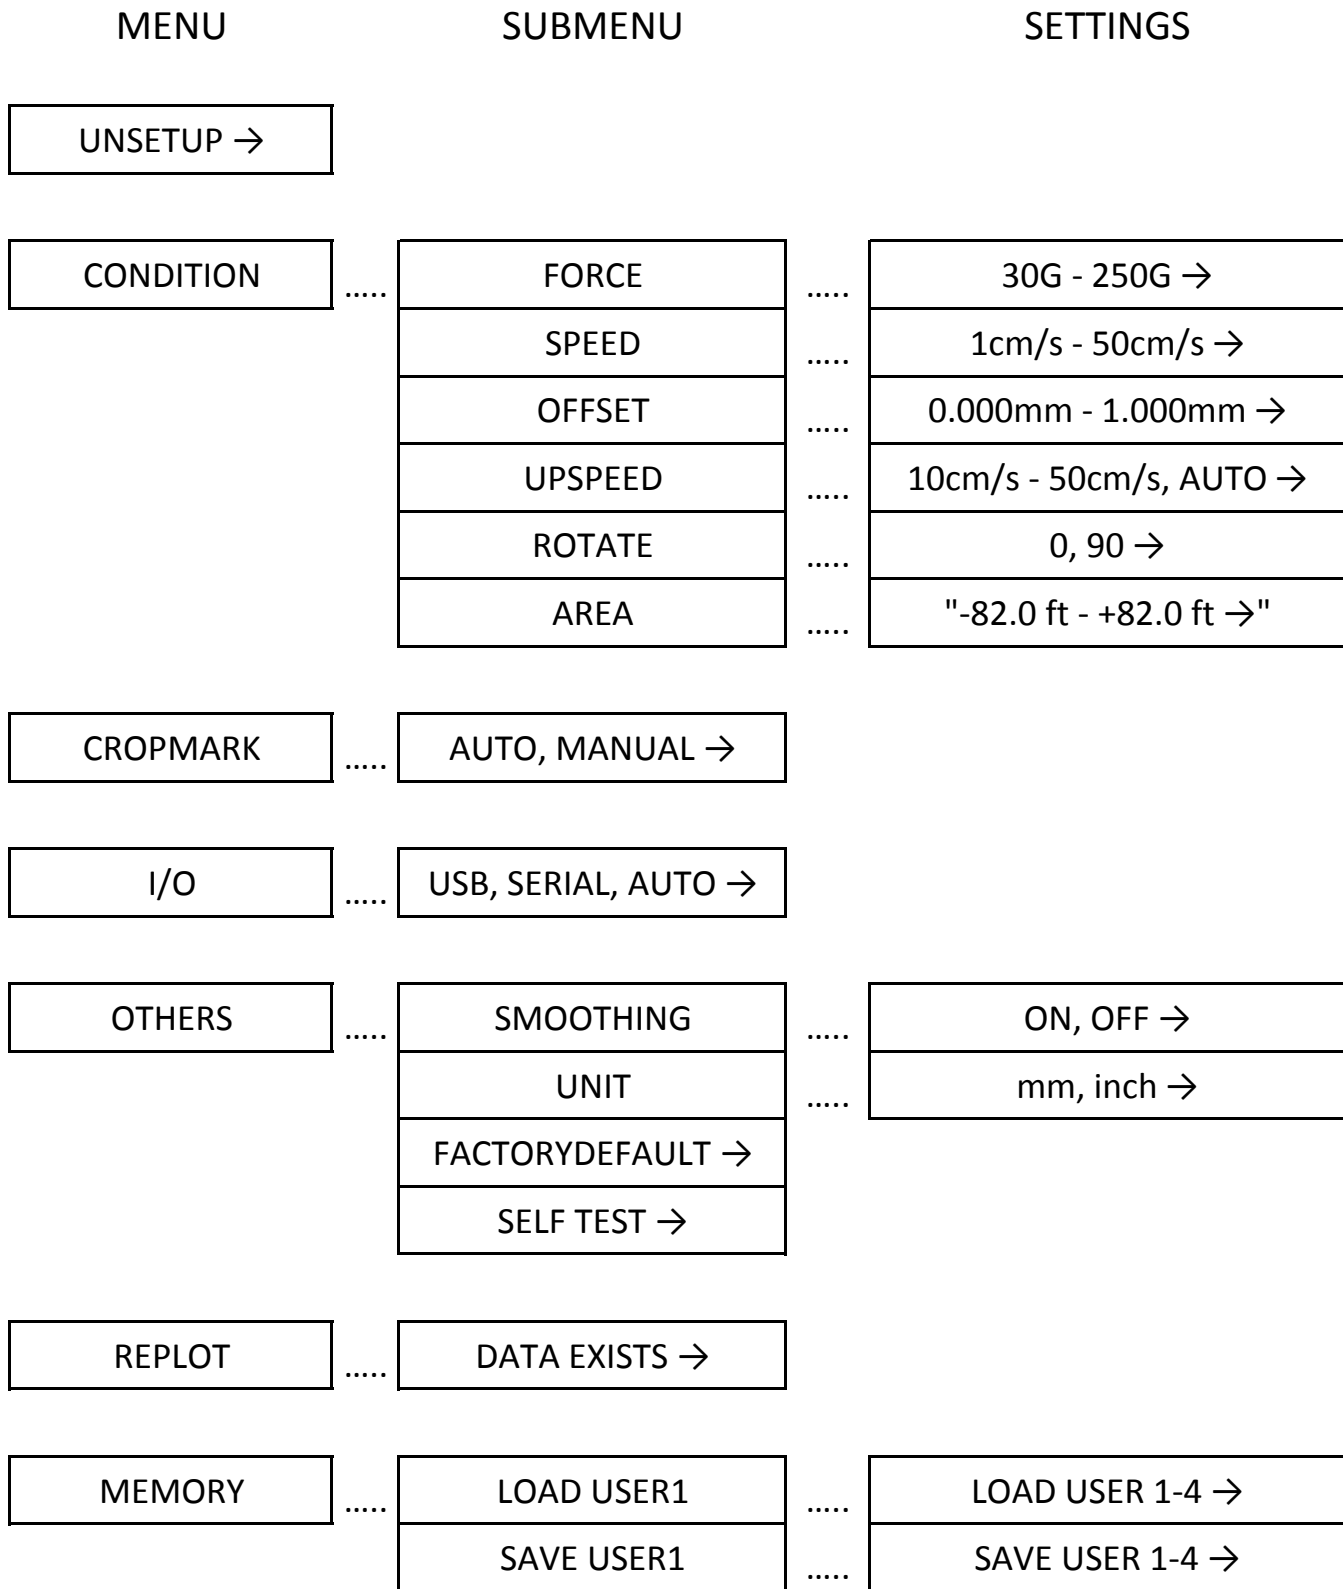 MENU SUBMENU SETTINGS
UNSETUP →
CONDITION ..... FORCE ..... 30G - 250G →
SPEED ..... 1cm/s - 50cm/s →
OFFSET ..... 0.000mm - 1.000mm →
UPSPEED ..... 10cm/s - 50cm/s, AUTO →
ROTATE ..... 0, 90 →
AREA ..... "-82.0 ft - +82.0 ft →"
CROPMARK ..... AUTO, MANUAL →
I/O ..... USB, SERIAL, AUTO →
OTHERS ..... SMOOTHING ..... ON, OFF →
UNIT ..... mm, inch →
FACTORYDEFAULT →
SELF TEST →
REPLOT ..... DATA EXISTS →
MEMORY ..... LOAD USER1 ..... LOAD USER 1-4 →
SAVE USER1 ..... SAVE USER 1-4 →